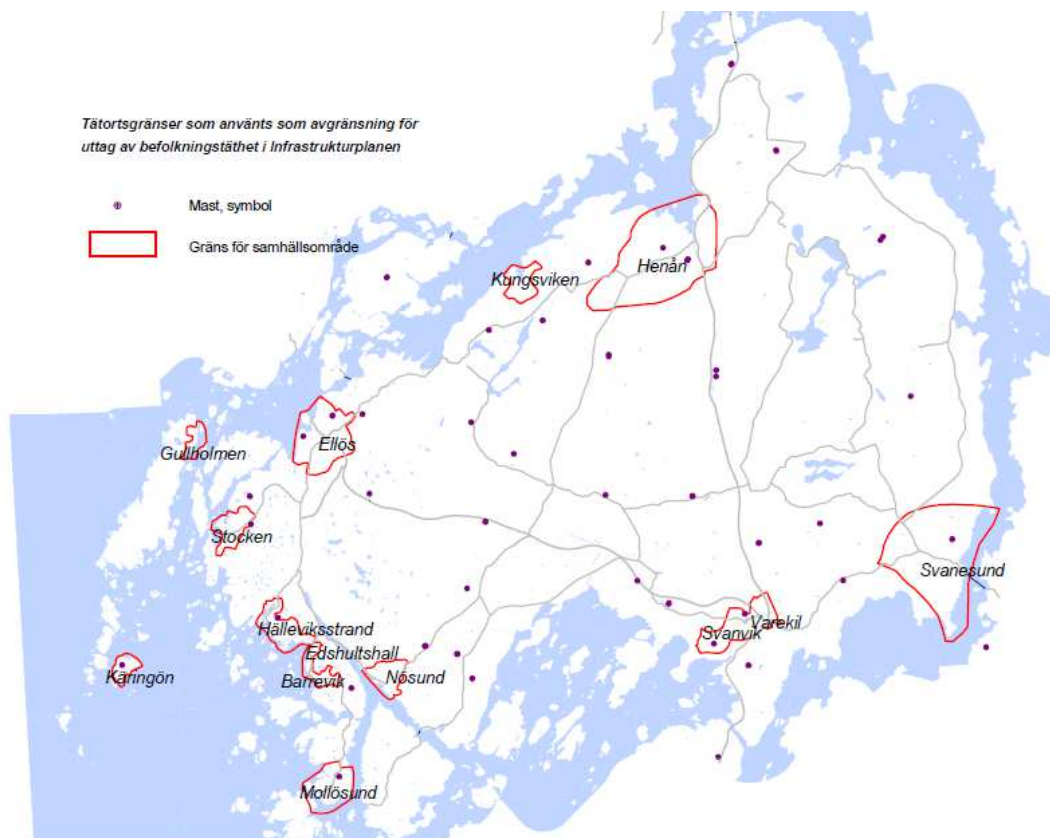 Tätortsgränser som använts som avgränsning för
uttag av befolkningstäthet i Infrastrukturplanen
Mast, symbol
Gräns för samhällsområde
Henån
Kungsviken
Ellös
Gullholmen
Stocken
Svanesund
Hälleviksstrand
Varekil
Svanvik
Edshultshall
Käringön
Barrevik
Nösund
Mollösund